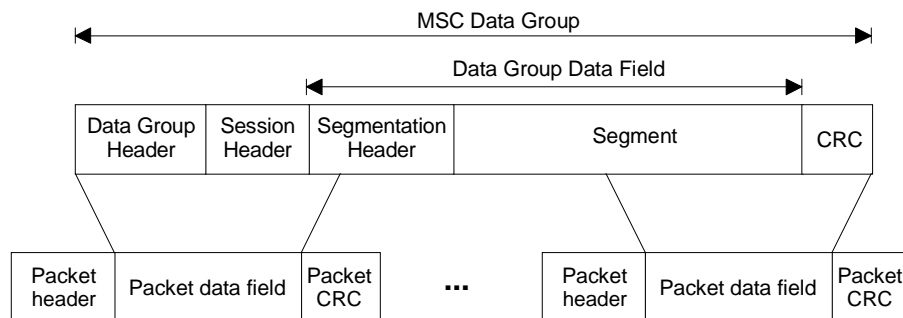 MSC Data Group
Data Group Data Field
Data Group Header
Session Header
Segmentation Header
Segment
CRC
Packet header
Packet data field
Packet CRC
...
Packet header
Packet data field
Packet CRC